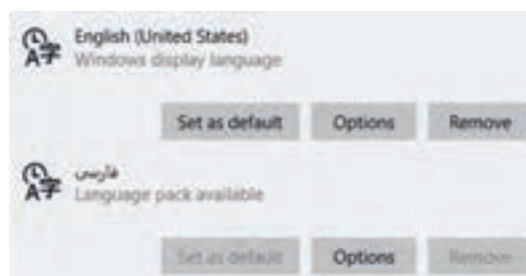 English (United States)
Windows display language
Set as default Options Remove
فارسی
Language pack available
Set as default Options Remove